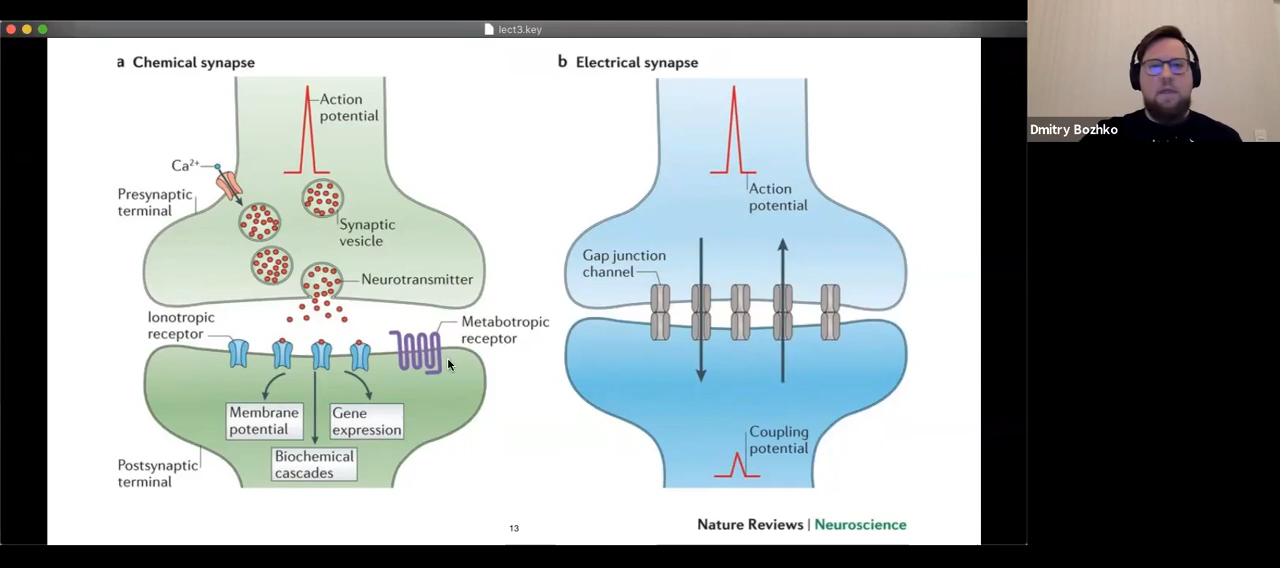 lect3.key
a Chemical synapse
Action
potential
Ca2+
Presynaptic
terminal
Synaptic
vesicle
Neurotransmitter
Ionotropic
receptor
Metabotropic
receptor
Membrane
potential
Gene
expression
Biochemical
cascades
Postsynaptic
terminal
b Electrical synapse
Action
potential
Gap junction
channel
Coupling
potential
13
Nature Reviews | Neuroscience
Dmitry Bozhko